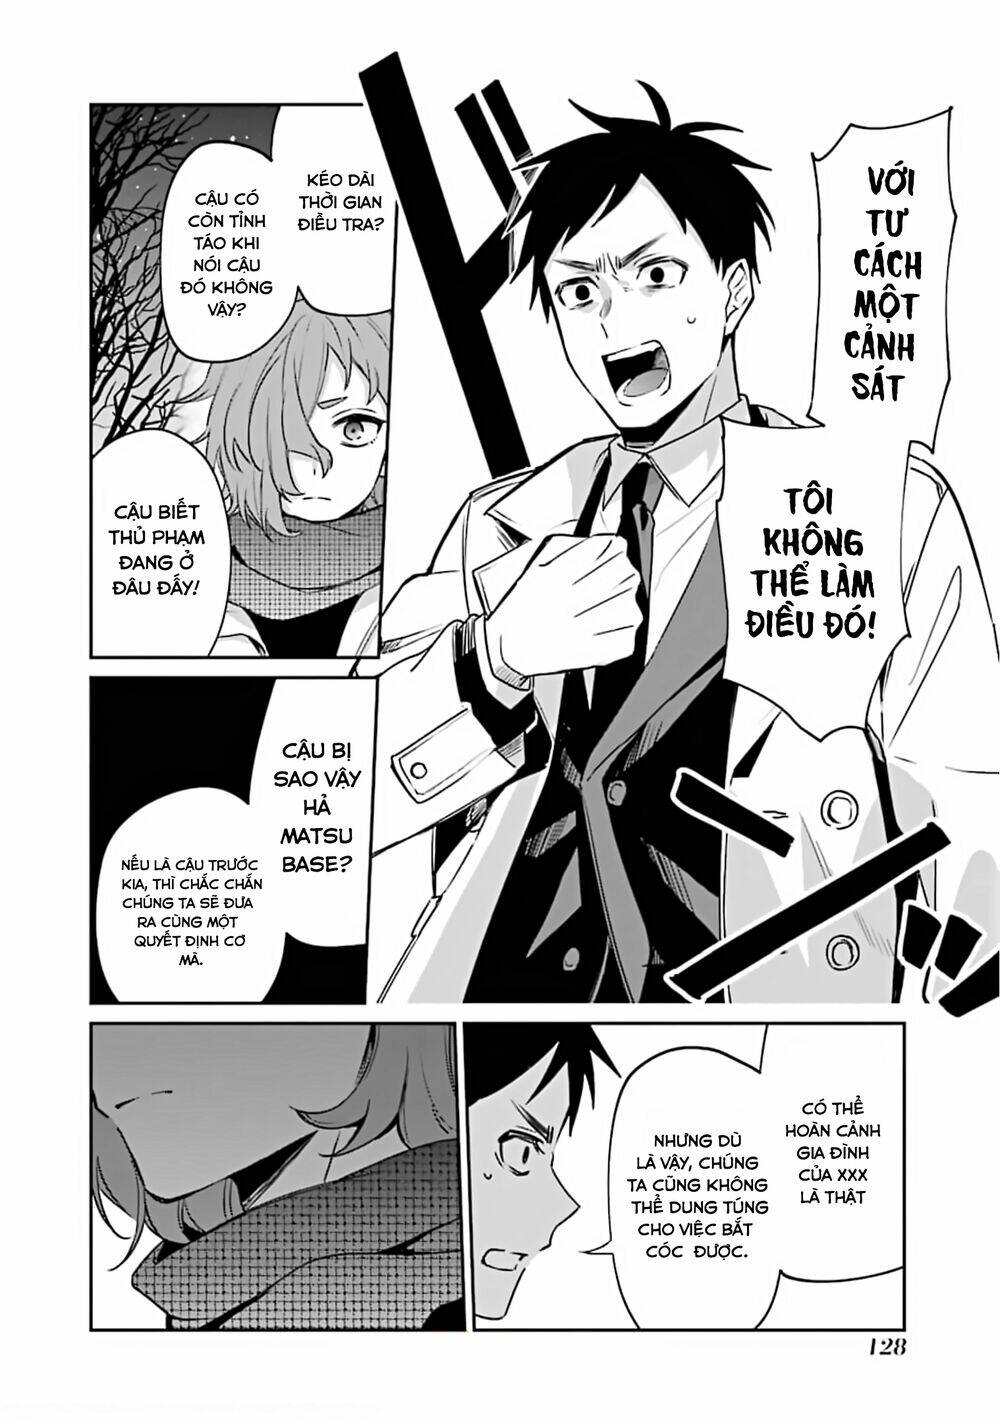 VỚI
TƯ
CÁCH
MỘT
CẢNH
SÁT
TÔI
KHÔNG
THỂ LÀM
ĐIỀU ĐÓ!
KÉO DÀI
THỜI GIAN
ĐIỀU TRA?
CẬU CÓ
CÒN TỈNH
TÁO KHI
NÓI CÂU
ĐÓ KHÔNG
VẬY?
CẬU BIẾT
THỦ PHẠM
ĐANG Ở
ĐÂU ĐẤY!
CẬU BỊ
SAO VẬY
HẢ
MATSU
BASE?
NẾU LÀ CẬU TRƯỚC
KIA, THÌ CHẮC CHẮN
CHÚNG TA SẼ ĐƯA
RA CÙNG MỘT
QUYẾT ĐỊNH CƠ
MÀ.
CÓ THỂ
HOÀN CẢNH
GIA ĐÌNH
CỦA XXX
LÀ THẬT
NHƯNG DÙ
LÀ VẬY, CHÚNG
TA CŨNG KHÔNG
THỂ DUNG TÚNG
CHO VIỆC BẮT
CÓC ĐƯỢC.
128